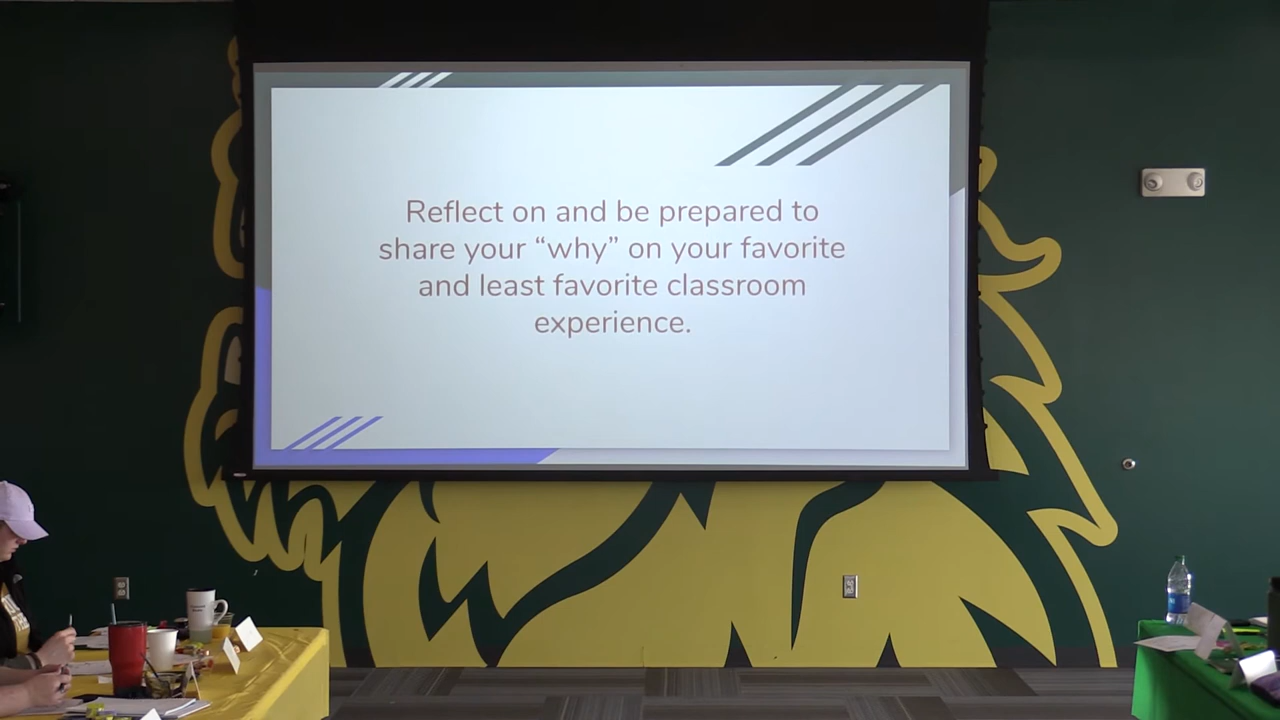 Reflect on and be prepared to
share your “why” on your favorite
and least favorite classroom
experience.